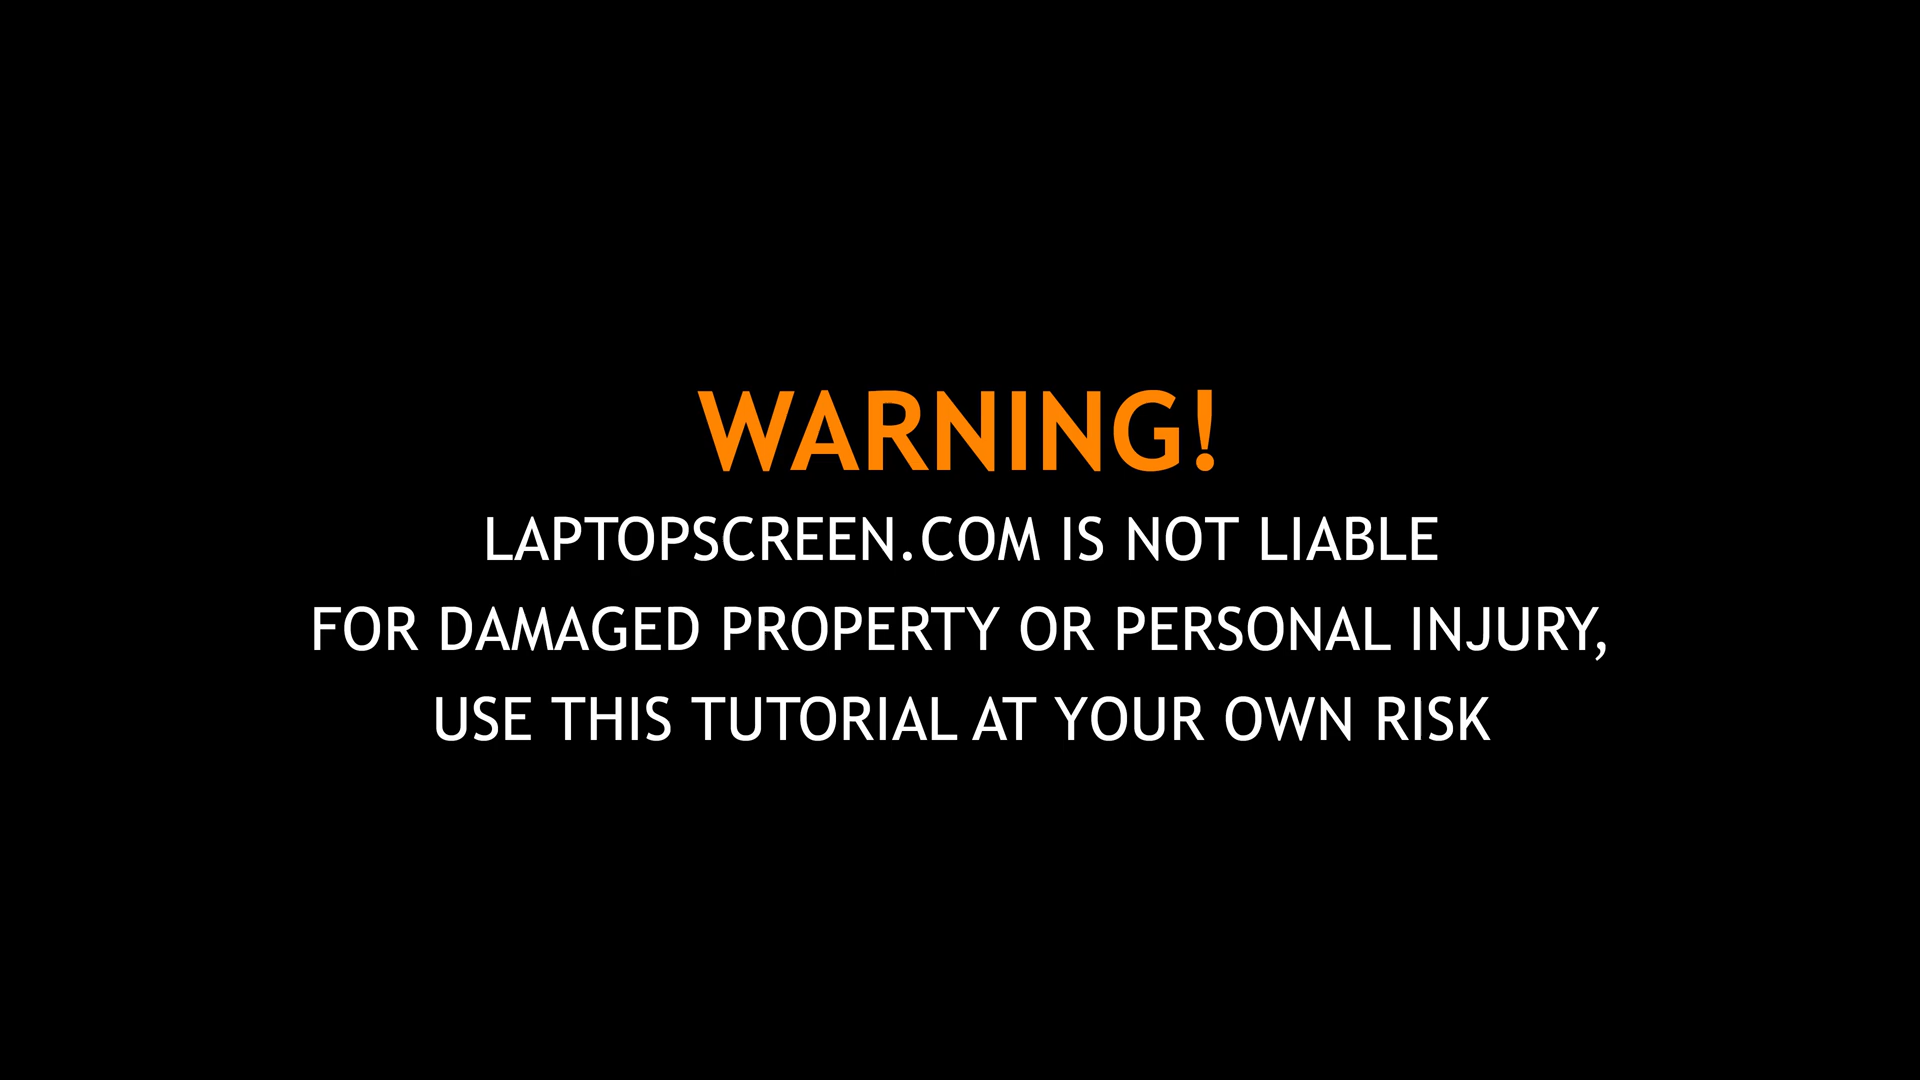 WARNING!
LAPTOPSCREEN.COM IS NOT LIABLE
FOR DAMAGED PROPERTY OR PERSONAL INJURY,
USE THIS TUTORIAL AT YOUR OWN RISK